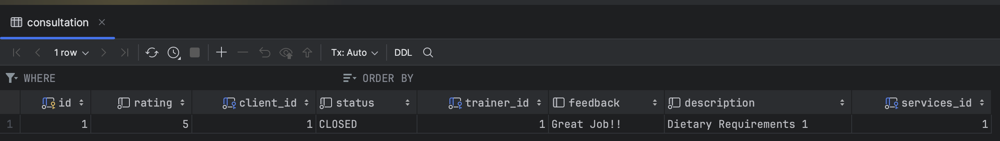 consultation
1 row Tx: Auto DDL
WHERE ORDER BY
id rating client_id status trainer_id feedback description services_id
1 1 5 1 CLOSED 1 Great Job!! Dietary Requirements 1 1